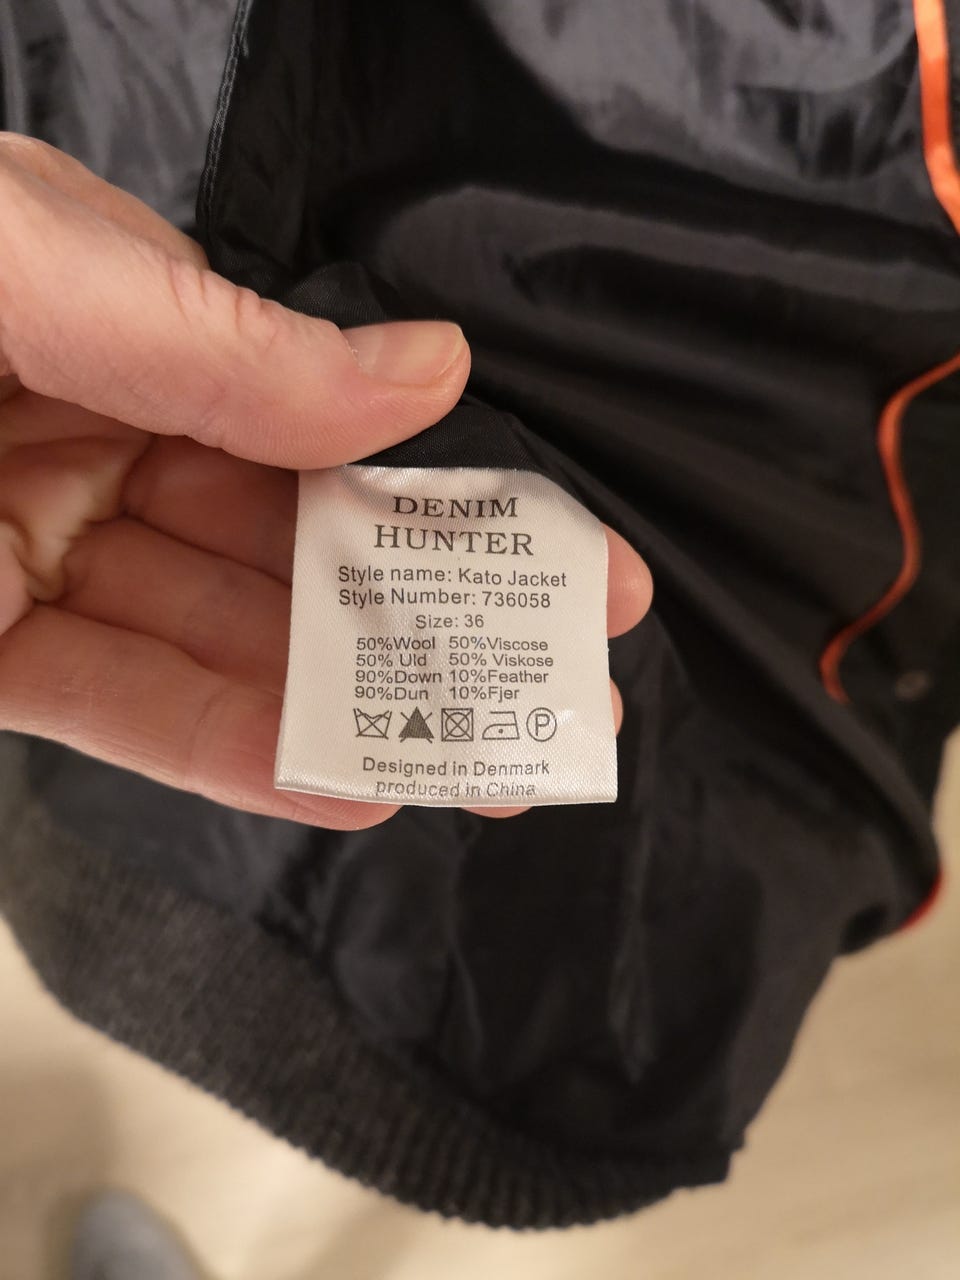 DENIM
HUNTER
Style name: Kato Jacket
Style Number: 736058
Size: 36
50%Wool 50%Viscose
50% Uld 50% Viskose
90%Down 10%Feather
90%Dun 10%Fjer
P
Designed in Denmark
produced in China